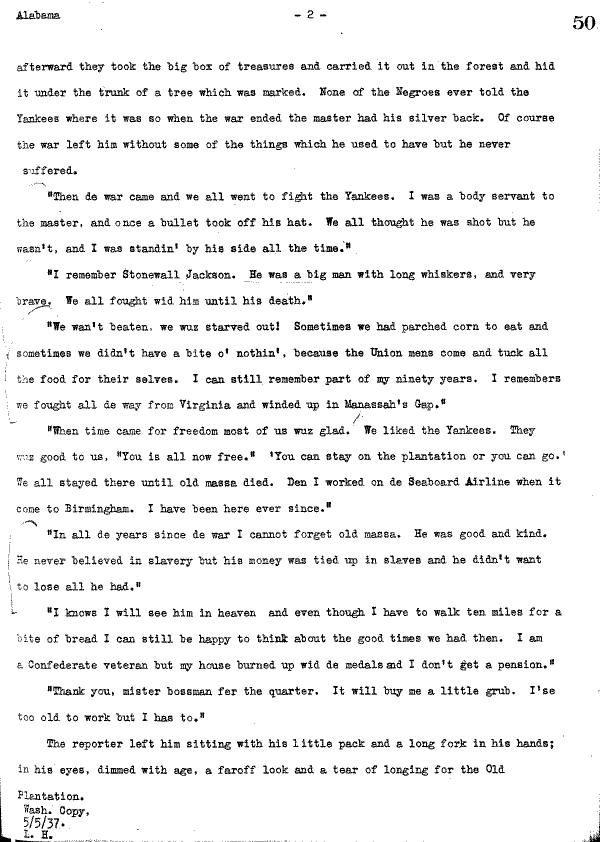 Alabama - 2 - 50
afterward they took the big box of treasures and carried it out in the forest and hid
it under the trunk of a tree which was marked. None of the Negroes ever told the
Yankees where it was so when the war ended the master had his silver back. Of course
the war left him without some of the things which he used to have but he never
suffered.
"Then de war came and we all went to fight the Yankees. I was a body servant to
the master, and once a bullet took off his hat. We all thought he was shot but he
wasn't, and I was standin' by his side all the time."
"I remember Stonewall Jackson. He was a big man with long whiskers, and very
brave. We all fought wid him until his death."
"We wan't beaten, we wuz starved out! Sometimes we had parched corn to eat and
sometimes we didn't have a bite o' nothin', because the Union mens come and tuck all
the food for their selves. I can still remember part of my ninety years. I remembers
we fought all de way from Virginia and winded up in Manassah's Gap."
"When time came for freedom most of us wuz glad. We liked the Yankees. They
wuz good to us, "You is all now free." 'You can stay on the plantation or you can go.'
We all stayed there until old massa died. Den I worked on de Seaboard Airline when it
come to Birmingham. I have been here ever since."
"In all de years since de war I cannot forget old massa. He was good and kind.
He never believed in slavery but his money was tied up in slaves and he didn't want
to lose all he had."
"I knows I will see him in heaven and even though I have to walk ten miles for a
bite of bread I can still be happy to think about the good times we had then. I am
a Confederate veteran but my house burned up wid de medals and I don't get a pension."
"Thank you, mister bossman fer the quarter. It will buy me a little grub. I'se
too old to work but I has to."
The reporter left him sitting with his little pack and a long fork in his hands;
in his eyes, dimmed with age, a faroff look and a tear of longing for the Old
Plantation.
Wash. Copy,
5/5/37.
L. H.